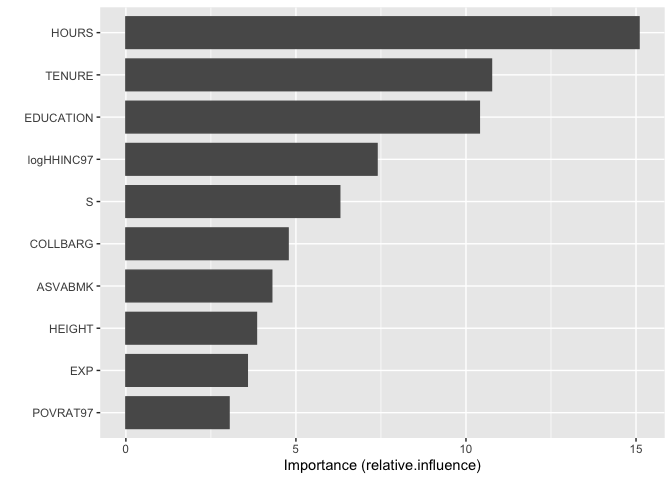 HOURS
TENURE
EDUCATION
logHHINC97
S
COLLBARG
ASVABMK
HEIGHT
EXP
POVRAT97
0 5 10 15
Importance (relative.influence)